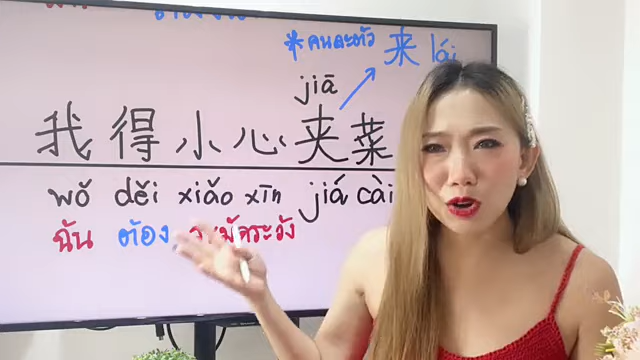 *คนละตัว 来 lái
jiā
我得小心夹菜
wǒ děi xiǎo xīn jiá cài
ฉัน ต้อง ระมัดระวัง